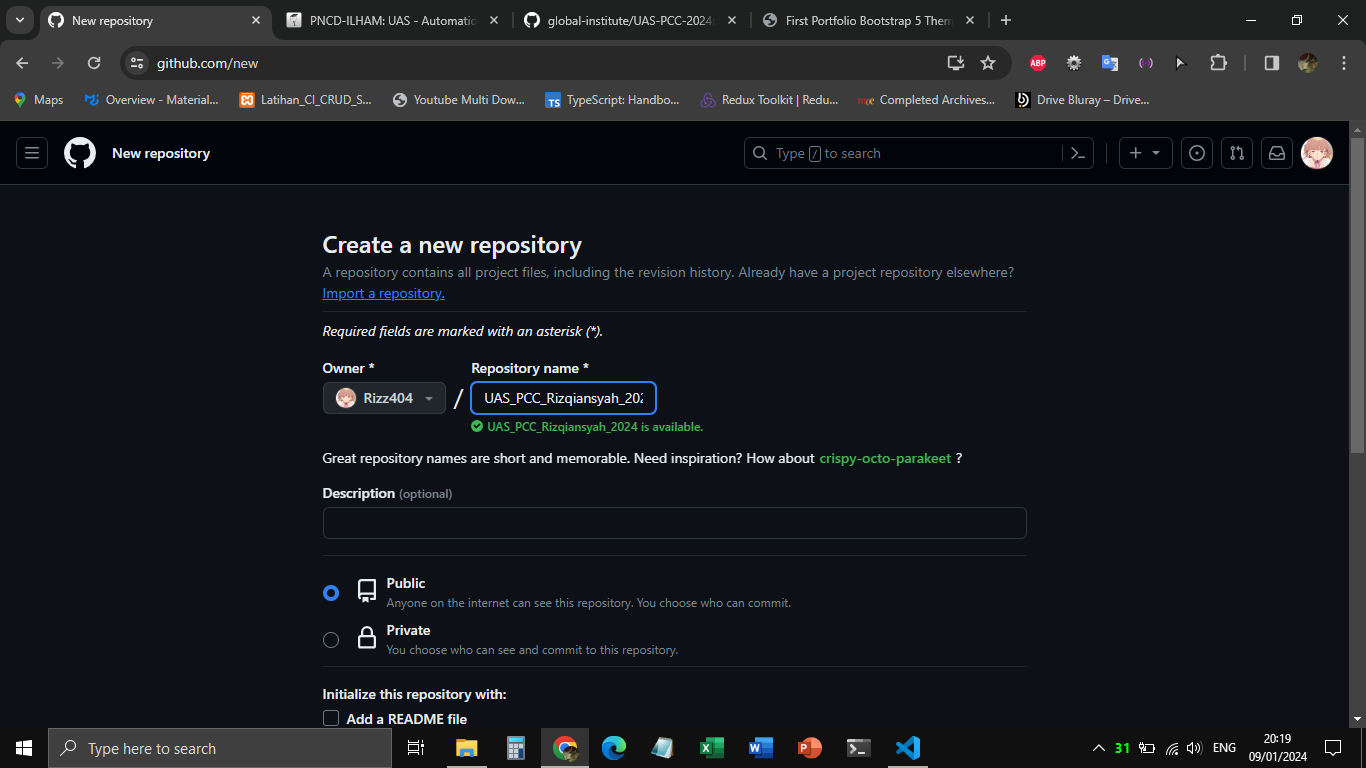 New repository
PNCD-ILHAM: UAS - Automatio
global-institute/UAS-PCC-2024
First Portfolio Bootstrap 5 Them
github.com/new
ABP
Maps
Overview - Material...
Latihan_CI_CRUD_S...
Youtube Multi Dow...
TS
TypeScript: Handbo...
Redux Toolkit | Redu...
Completed Archives...
Drive Bluray – Drive...
New repository
Type / to search
Create a new repository
A repository contains all project files, including the revision history. Already have a project repository elsewhere?
Import a repository.
Required fields are marked with an asterisk (*).
Owner *
Repository name *
Rizz404
/
UAS_PCC_Rizqiansyah_202
UAS_PCC_Rizqiansyah_2024 is available.
Great repository names are short and memorable. Need inspiration? How about crispy-octo-parakeet ?
Description (optional)
Public
Anyone on the internet can see this repository. You choose who can commit.
Private
You choose who can see and commit to this repository.
Initialize this repository with:
Add a README file
Type here to search
31
ENG
20:19
09/01/2024